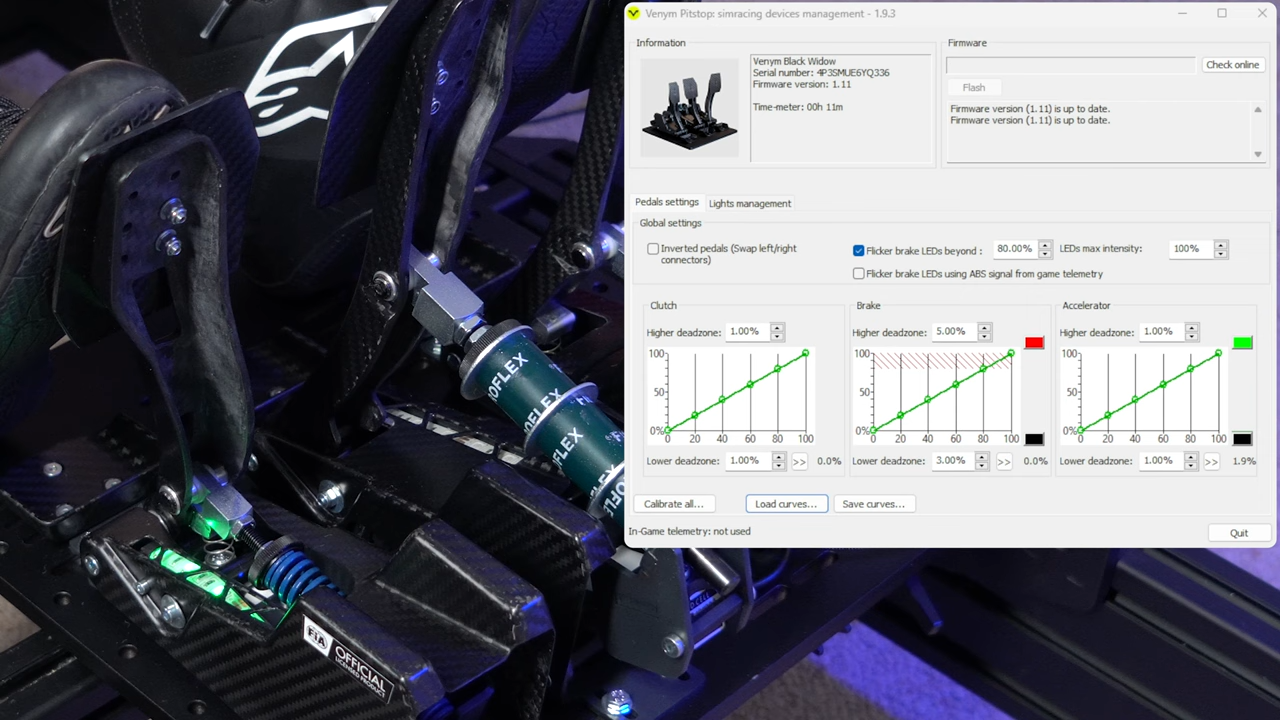 Venym Pitstop: simracing devices management - 1.9.3
Information
Venym Black Widow
Serial number: 4P3SMUE6YQ336
Firmware version: 1.11
Time-meter: 00h 11m
Firmware
Check online
Flash
Firmware version (1.11) is up to date.
Firmware version (1.11) is up to date.
Pedals settings
Lights management
Global settings
Inverted pedals (Swap left/right
connectors)
Flicker brake LEDs beyond :
80.00%
LEDs max intensity:
100%
Flicker brake LEDs using ABS signal from game telemetry
Clutch
Higher deadzone:
1.00%
100
50
0%
0
20
40
60
80
100
Lower deadzone:
1.00%
>>
0.0%
Brake
Higher deadzone:
5.00%
100
50
0%
0
20
40
60
80
100
Lower deadzone:
3.00%
>>
0.0%
Accelerator
Higher deadzone:
1.00%
100
50
0%
0
20
40
60
80
100
Lower deadzone:
1.00%
>>
1.9%
Calibrate all...
Load curves...
Save curves...
In-Game telemetry: not used
Quit
FIA
OFFICIAL
LICENSED PRODUCT